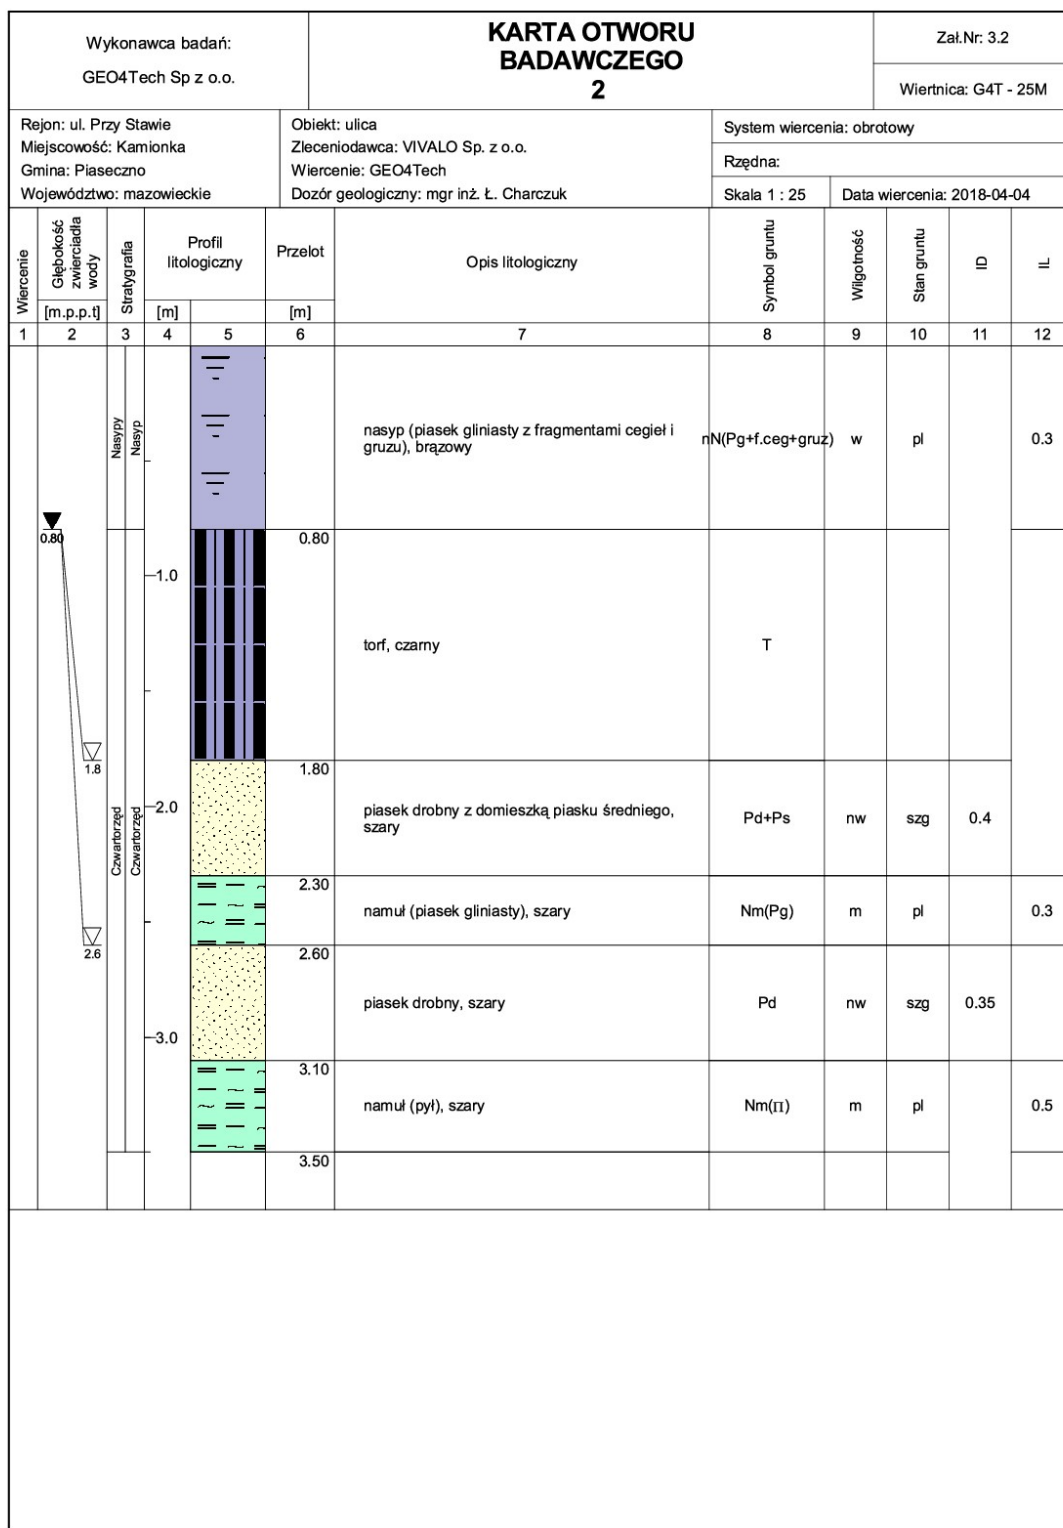 Wykonawca badań:
GEO4Tech Sp z o.o.
KARTA OTWORU
BADAWCZEGO
2
Zał.Nr: 3.2
Wiertnica: G4T - 25M
Rejon: ul. Przy Stawie
Miejscowość: Kamionka
Gmina: Piaseczno
Województwo: mazowieckie
Obiekt: ulica
Zleceniodawca: VIVALO Sp. z o.o.
Wiercenie: GEO4Tech
Dozór geologiczny: mgr inż. Ł. Charczuk
System wiercenia: obrotowy
Rzędna:
Skala 1 : 25
Data wiercenia: 2018-04-04
Wiercenie
Głębokość
zwierciadła
wody
[m.p.p.t]
Stratygrafia
Profil
litologiczny
[m]
Przelot
[m]
Opis litologiczny
Symbol gruntu
Wilgotność
Stan gruntu
ID
IL
1 2 3 4 5 6 7 8 9 10 11 12
Nasypy
Nasyp
nasyp (piasek gliniasty z fragmentami cegieł i
gruzu), brązowy
nN(Pg+f.ceg+gruz) w pl 0.3
0.80
0.80
1.0
torf, czarny T
1.8
1.80
Czwartorzęd
Czwartorzęd
2.0
piasek drobny z domieszką piasku średniego,
szary
Pd+Ps nw szg 0.4
2.30
namuł (piasek gliniasty), szary Nm(Pg) m pl 0.3
2.6
2.60
piasek drobny, szary Pd nw szg 0.35
3.0
3.10
namuł (pył), szary Nm(Π) m pl 0.5
3.50